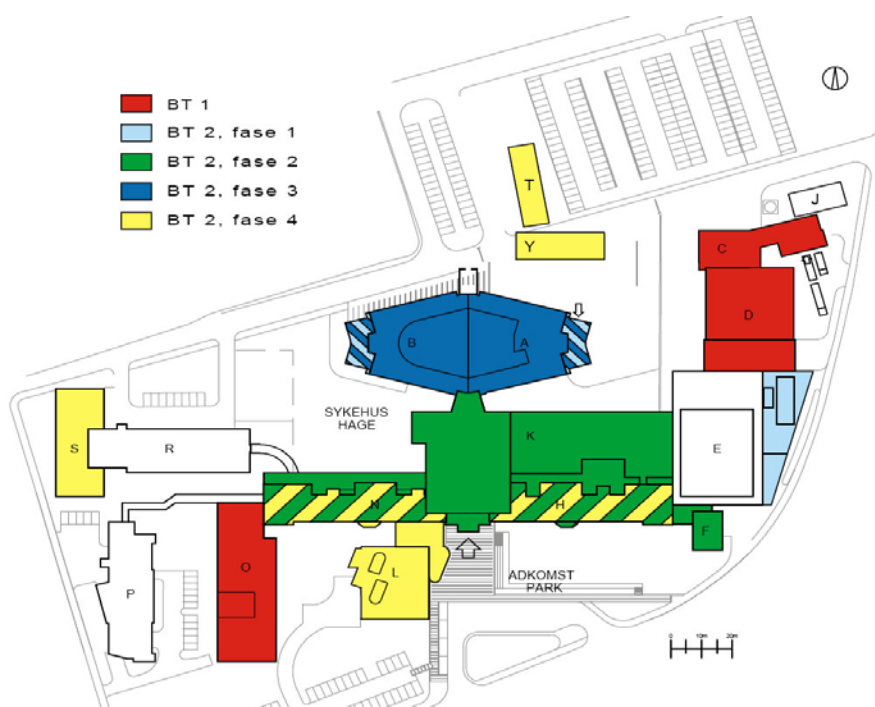 BT 1
BT 2, fase 1
BT 2, fase 2
BT 2, fase 3
BT 2, fase 4
T
J
Y
C
D
B
A
SYKEHUS
HAGE
K
S
R
E
N
H
F
L
O
P
ADKOMST
PARK
0 10m 20m